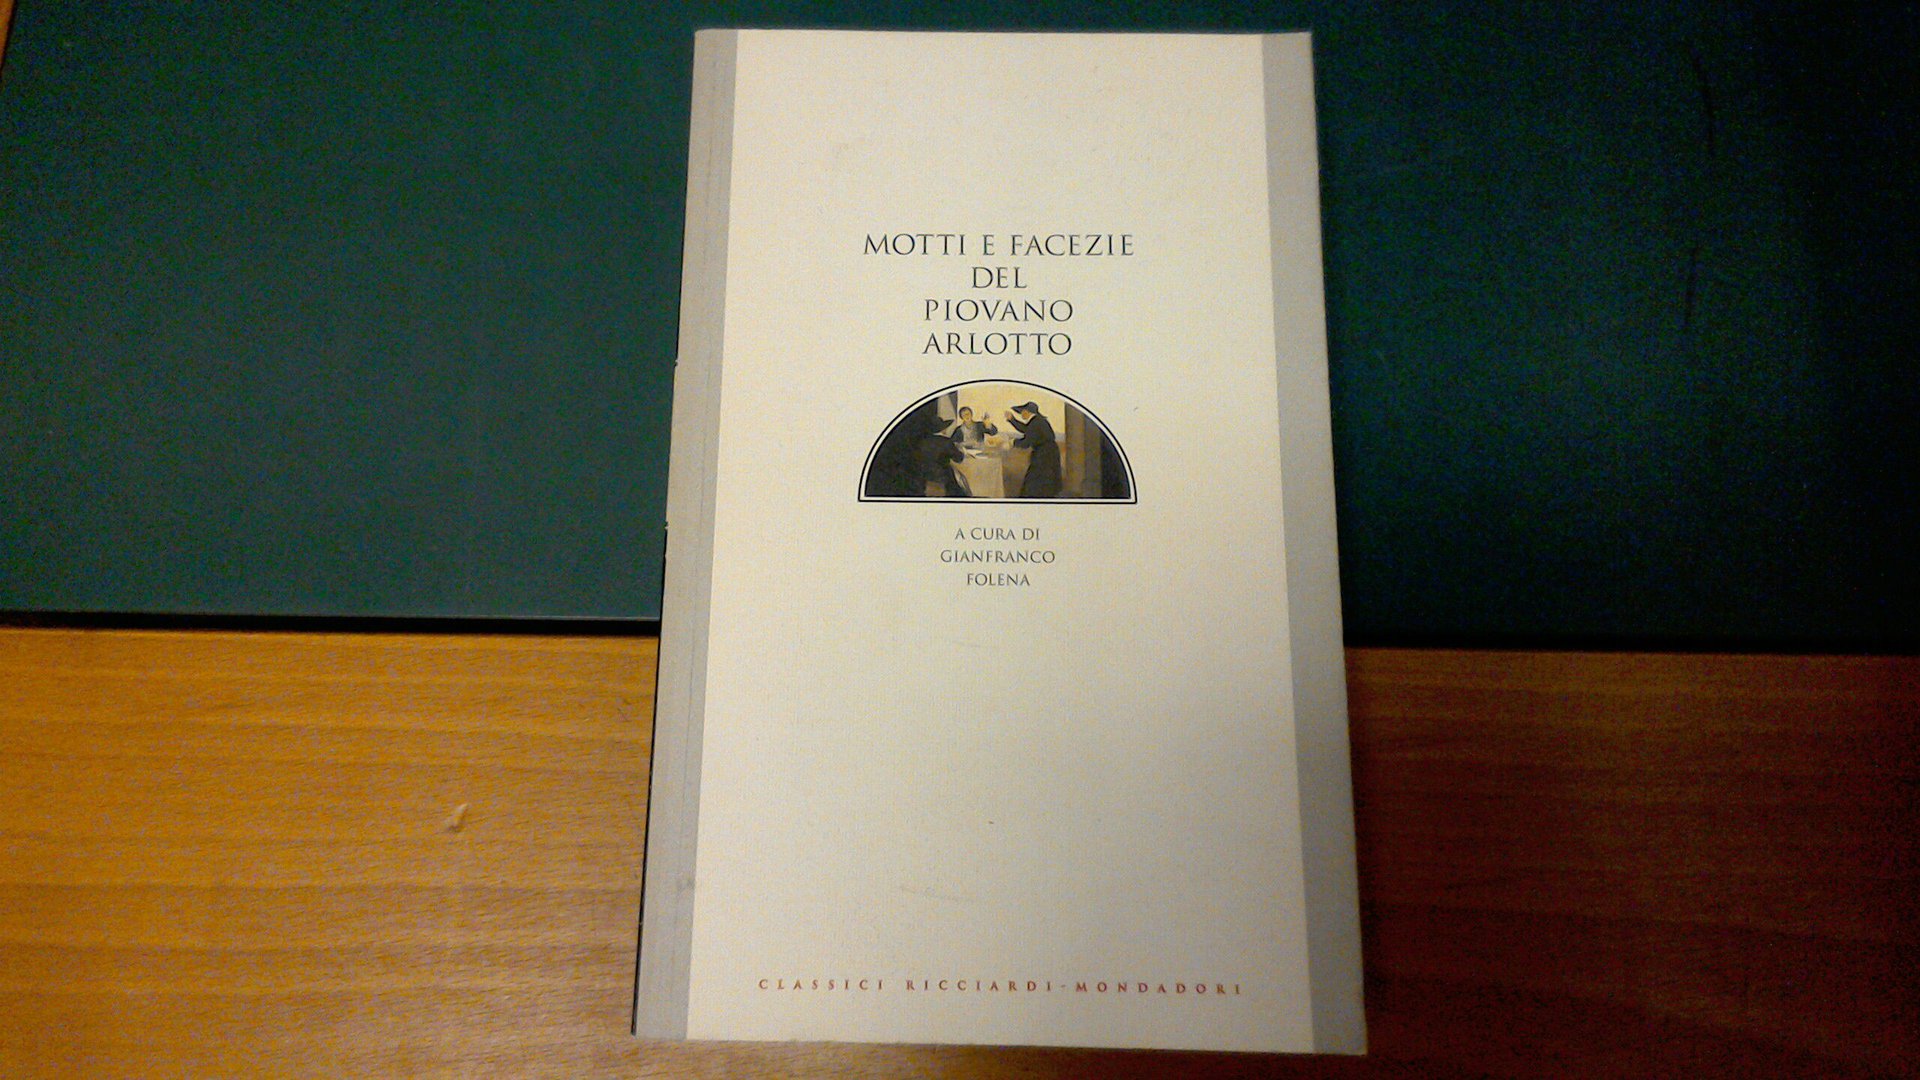 MOTTI E FACEZIE
DEL
PIOVANO
ARLOTTO
A CURA DI
GIANFRANCO
FOLENA
CLASSICI RICCIARDI-MONDADORI